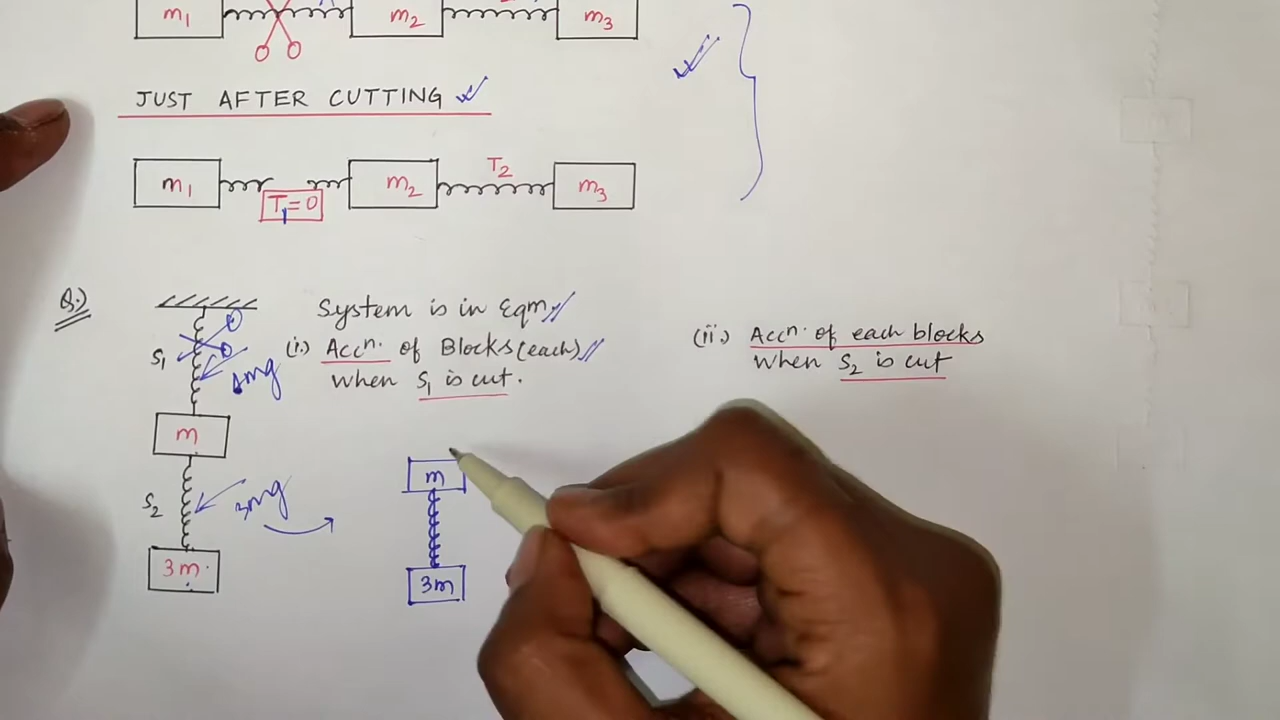 m1 m2 m3
JUST AFTER CUTTING
m1 T1=0 m2 T2 m3
Q.) System is in Eqm
S1 (i.) Accn. of Blocks (each)
when S1 is cut.
(ii.) Accn. of each blocks
when S2 is cut
4mg
m
S2 3mg
3m
m
3m